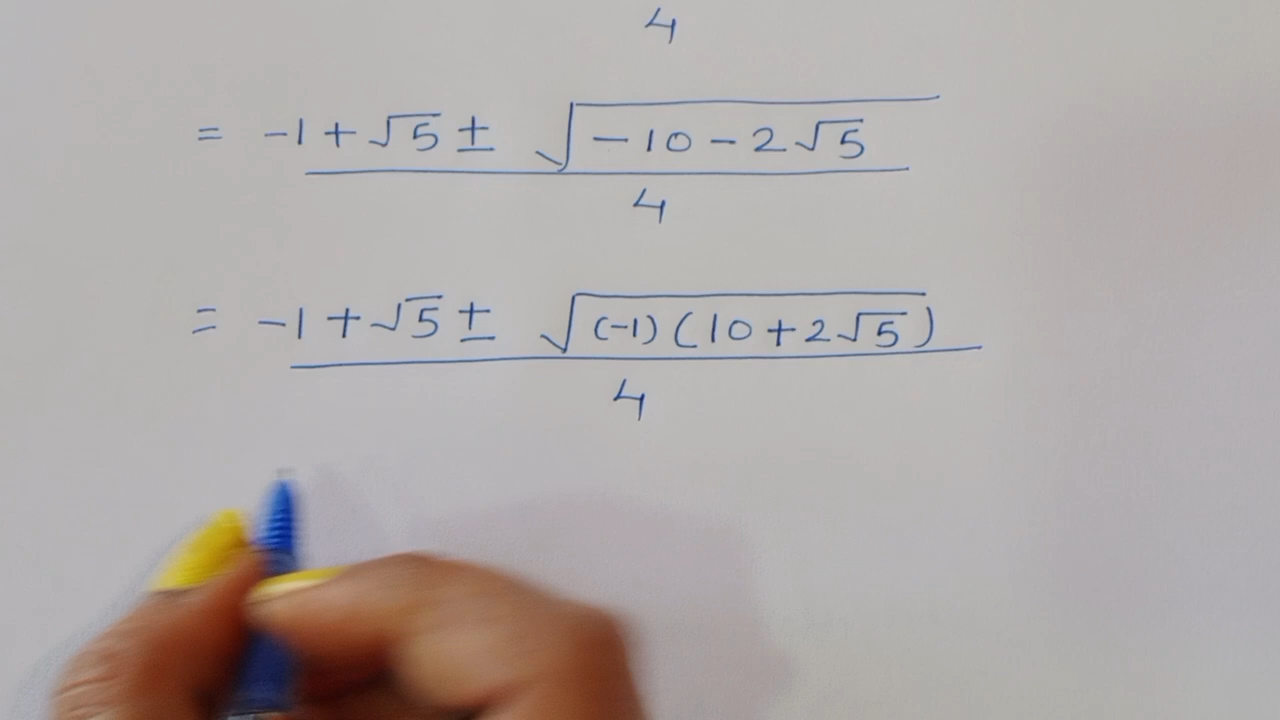 4
= -1 + √5 ± √(-10 - 2√5)
4
= -1 + √5 ± √((-1)(10 + 2√5))
4